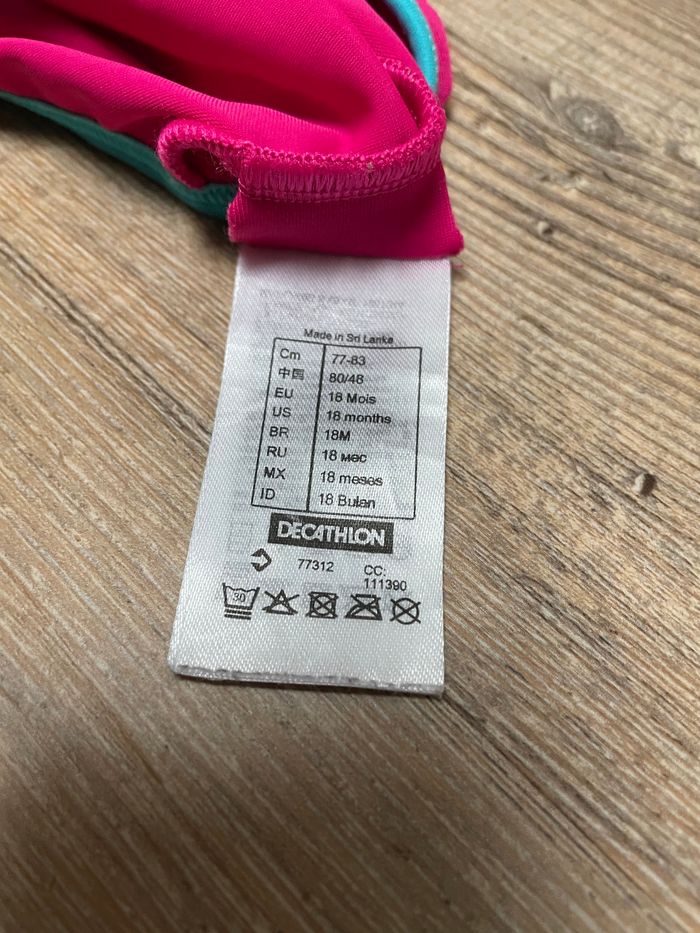 Made in Sri Lanka
Cm 77-83
中国 80/48
EU 18 Mois
US 18 months
BR 18M
RU 18 мес
MX 18 meses
ID 18 Bulan
DECATHLON
77312 CC:
111390
30